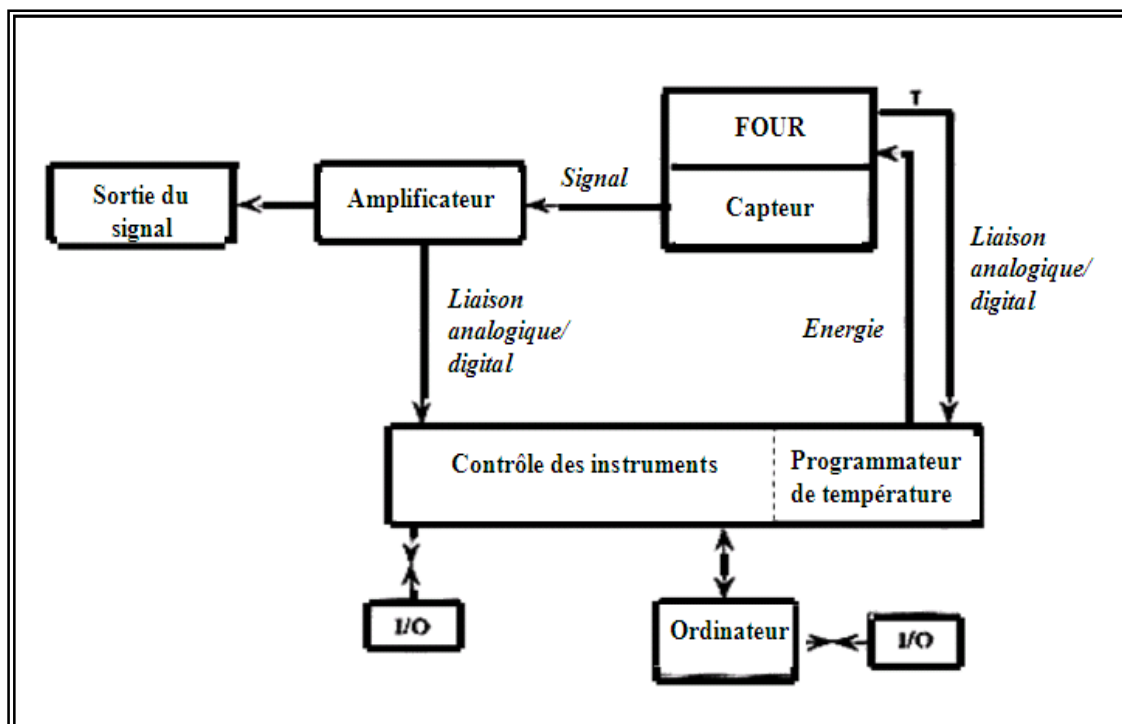 T
FOUR
Signal
Sortie du
signal
Amplificateur
Capteur
Liaison
analogique/
digital
Liaison
analogique/
digital
Energie
Contrôle des instruments
Programmateur
de température
I/O
Ordinateur
I/O